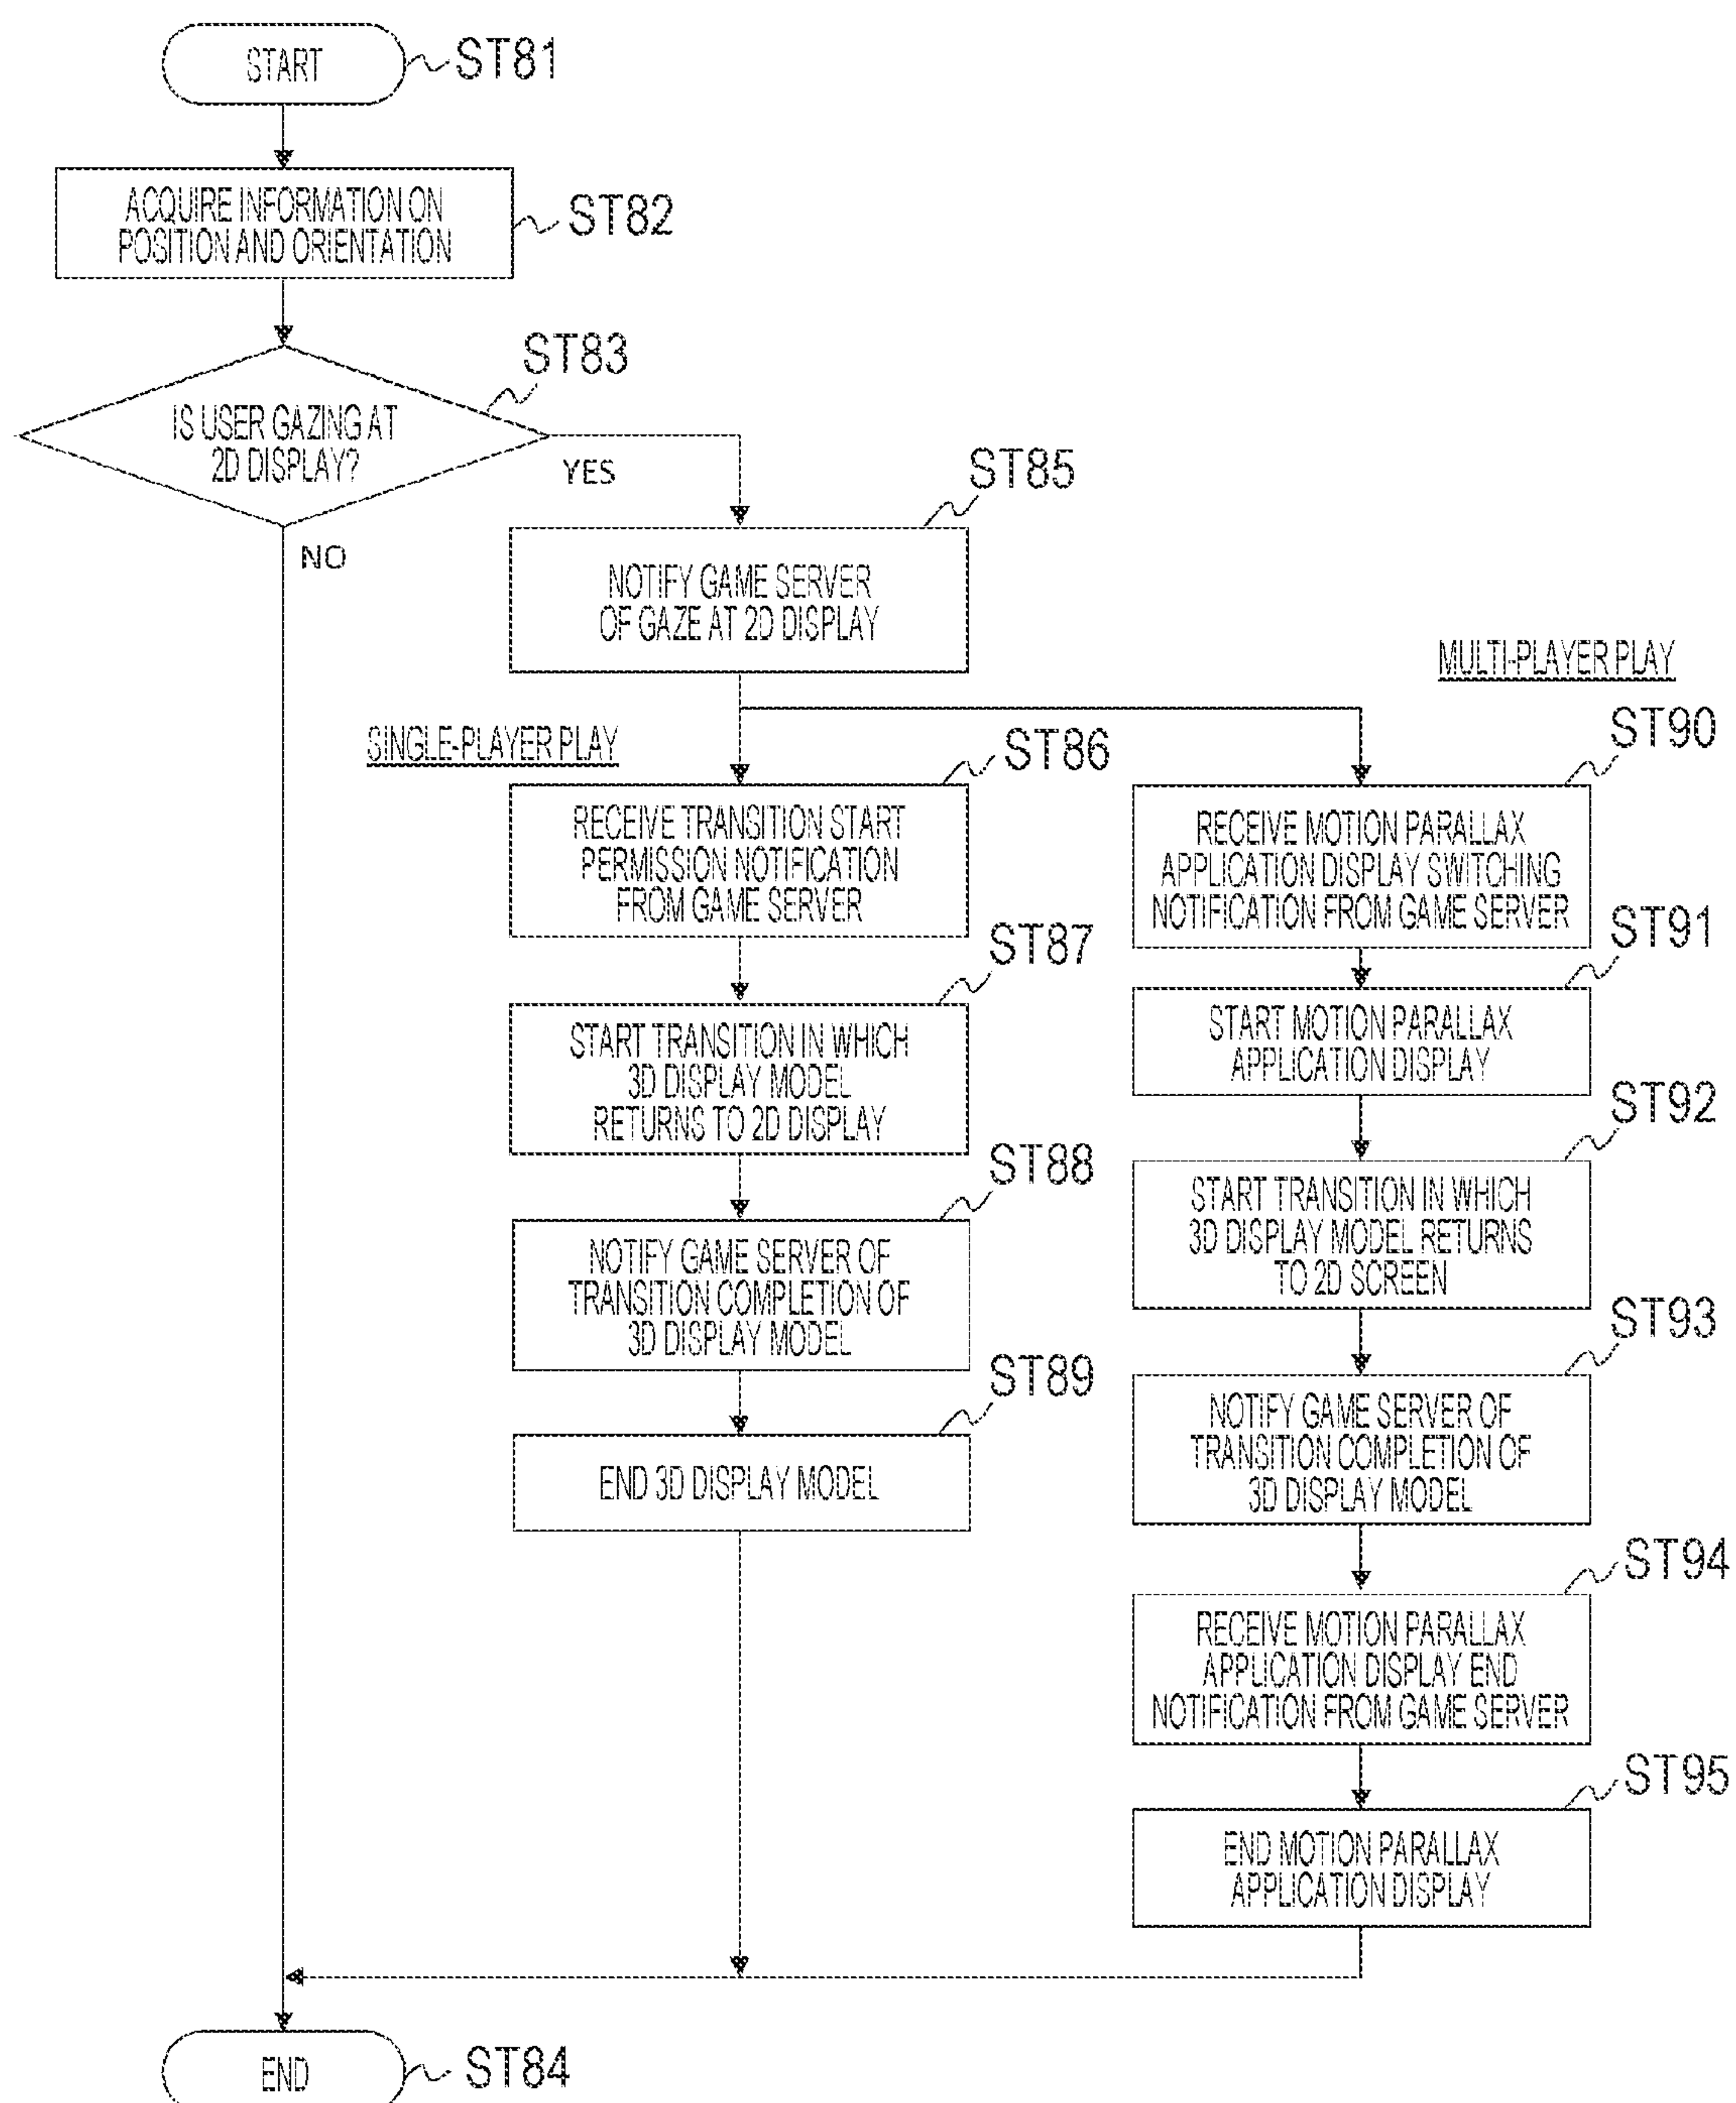 START
ST81
ACQUIRE INFORMATION ON
POSITION AND ORIENTATION
ST82
ST83
IS USER GAZING AT
2D DISPLAY?
YES
NO
ST85
NOTIFY GAME SERVER
OF GAZE AT 2D DISPLAY
SINGLE-PLAYER PLAY
ST86
RECEIVE TRANSITION START
PERMISSION NOTIFICATION
FROM GAME SERVER
ST87
START TRANSITION IN WHICH
3D DISPLAY MODEL
RETURNS TO 2D DISPLAY
ST88
NOTIFY GAME SERVER OF
TRANSITION COMPLETION OF
3D DISPLAY MODEL
ST89
END 3D DISPLAY MODEL
MULTI-PLAYER PLAY
ST90
RECEIVE MOTION PARALLAX
APPLICATION DISPLAY SWITCHING
NOTIFICATION FROM GAME SERVER
ST91
START MOTION PARALLAX
APPLICATION DISPLAY
ST92
START TRANSITION IN WHICH
3D DISPLAY MODEL RETURNS
TO 2D SCREEN
ST93
NOTIFY GAME SERVER OF
TRANSITION COMPLETION OF
3D DISPLAY MODEL
ST94
RECEIVE MOTION PARALLAX
APPLICATION DISPLAY END
NOTIFICATION FROM GAME SERVER
ST95
END MOTION PARALLAX
APPLICATION DISPLAY
END
ST84